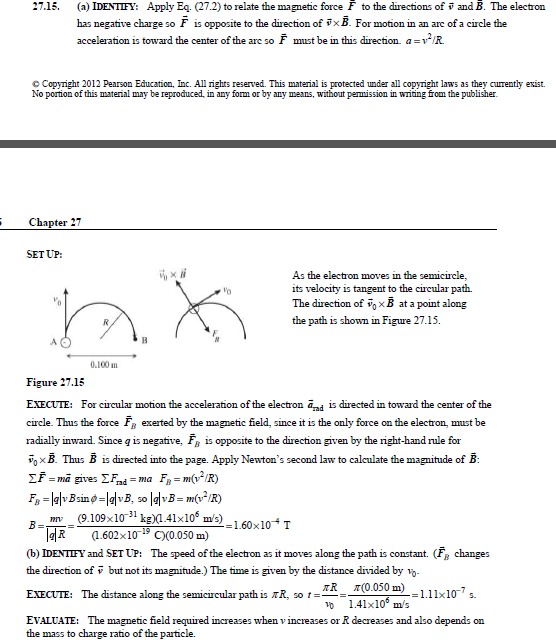 27.15. (a) IDENTIFY: Apply Eq. (27.2) to relate the magnetic force F⃗ to the directions of v⃗ and B⃗. The electron
has negative charge so F⃗ is opposite to the direction of v⃗×B⃗. For motion in an arc of a circle the
acceleration is toward the center of the arc so F⃗ must be in this direction. a = v²/R.
© Copyright 2012 Pearson Education, Inc. All rights reserved. This material is protected under all copyright laws as they currently exist.
No portion of this material may be reproduced, in any form or by any means, without permission in writing from the publisher.
Chapter 27
SET UP:
v⃗₀ × B⃗
v₀
v₀
R
A
B
F⃗_B
0.100 m
As the electron moves in the semicircle,
its velocity is tangent to the circular path.
The direction of v⃗₀×B⃗ at a point along
the path is shown in Figure 27.15.
Figure 27.15
EXECUTE: For circular motion the acceleration of the electron a⃗_rad is directed in toward the center of the
circle. Thus the force F⃗_B exerted by the magnetic field, since it is the only force on the electron, must be
radially inward. Since q is negative, F⃗_B is opposite to the direction given by the right-hand rule for
v⃗₀×B⃗. Thus B⃗ is directed into the page. Apply Newton's second law to calculate the magnitude of B⃗:
ΣF⃗ = ma⃗ gives ΣF_rad = ma F_B = m(v²/R)
F_B = |q|vB sin ϕ = |q|vB, so |q|vB = m(v²/R)
B = mv/(|q|R) = (9.109×10⁻³¹ kg)(1.41×10⁶ m/s)/((1.602×10⁻¹⁹ C)(0.050 m)) = 1.60×10⁻⁴ T
(b) IDENTIFY and SET UP: The speed of the electron as it moves along the path is constant. (F⃗_B changes
the direction of v⃗ but not its magnitude.) The time is given by the distance divided by v₀.
EXECUTE: The distance along the semicircular path is πR, so t = πR/v₀ = π(0.050 m)/(1.41×10⁶ m/s) = 1.11×10⁻⁷ s.
EVALUATE: The magnetic field required increases when v increases or R decreases and also depends on
the mass to charge ratio of the particle.